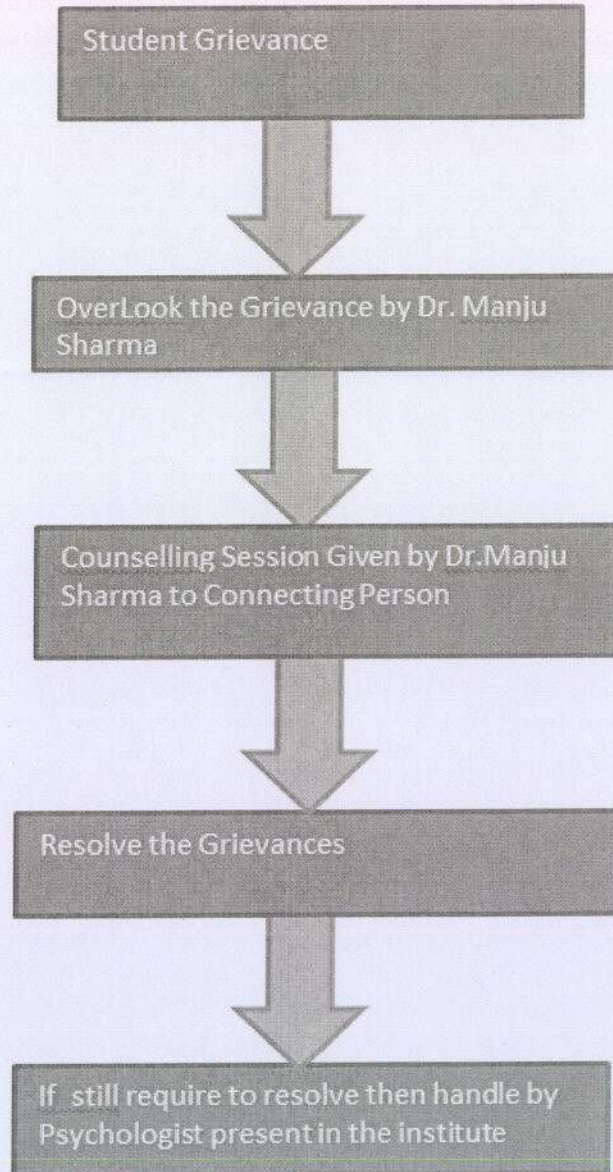 Student Grievance
OverLook the Grievance by Dr. Manju
Sharma
Counselling Session Given by Dr.Manju
Sharma to Connecting Person
Resolve the Grievances
If still require to resolve then handle by
Psychologist present in the institute